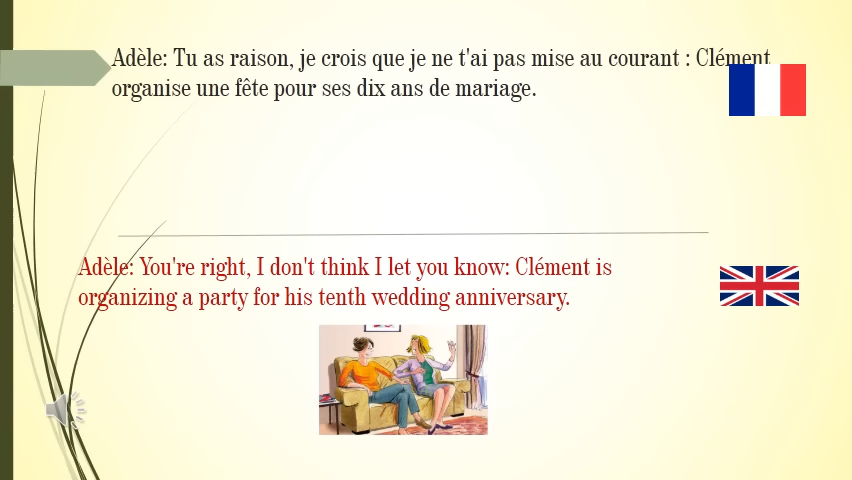 Adèle: Tu as raison, je crois que je ne t'ai pas mise au courant : Clément
organise une fête pour ses dix ans de mariage.
Adèle: You're right, I don't think I let you know: Clément is
organizing a party for his tenth wedding anniversary.